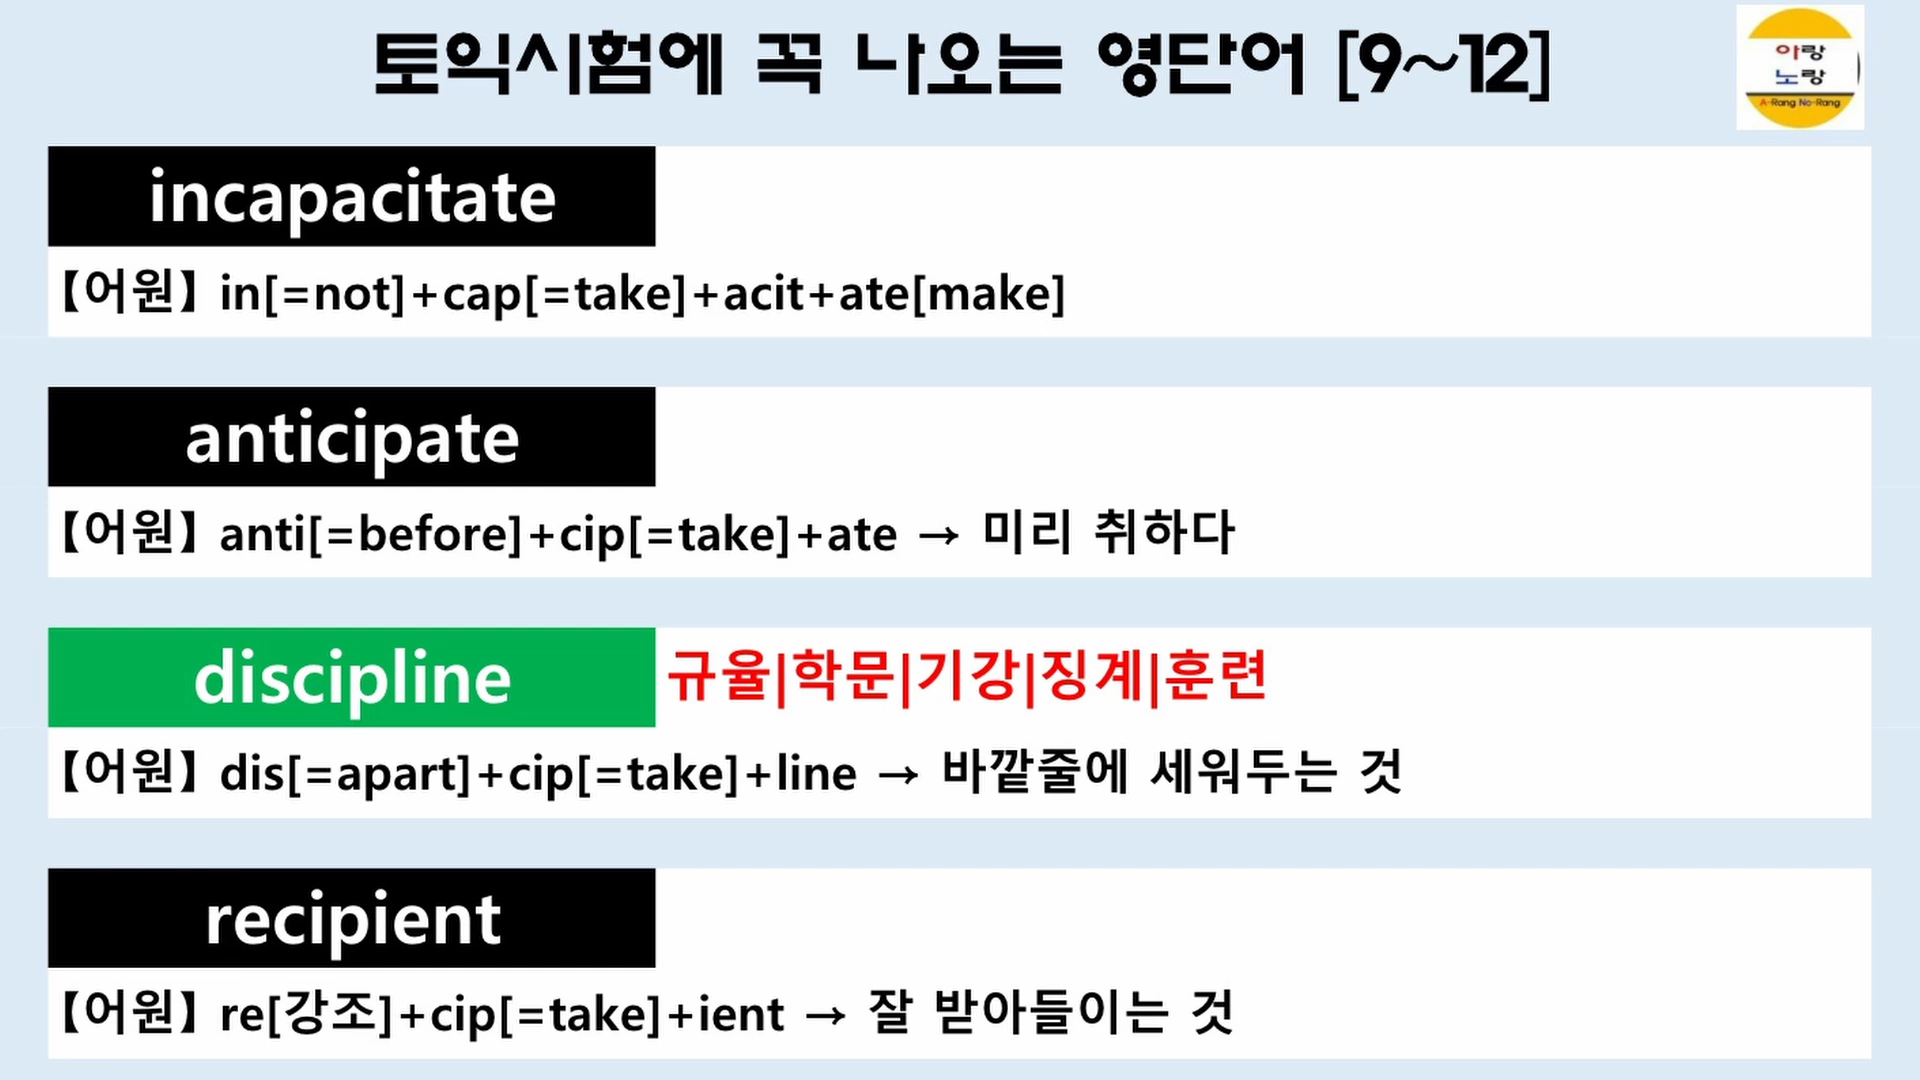 토익시험에 꼭 나오는 영단어 [9~12]
아랑
노랑
A-Rang No-Rang
incapacitate
【어원】 in[=not]+cap[=take]+acit+ate[make]
anticipate
【어원】 anti[=before]+cip[=take]+ate → 미리 취하다
discipline 규율|학문|기강|징계|훈련
【어원】 dis[=apart]+cip[=take]+line → 바깥줄에 세워두는 것
recipient
【어원】 re[강조]+cip[=take]+ient → 잘 받아들이는 것